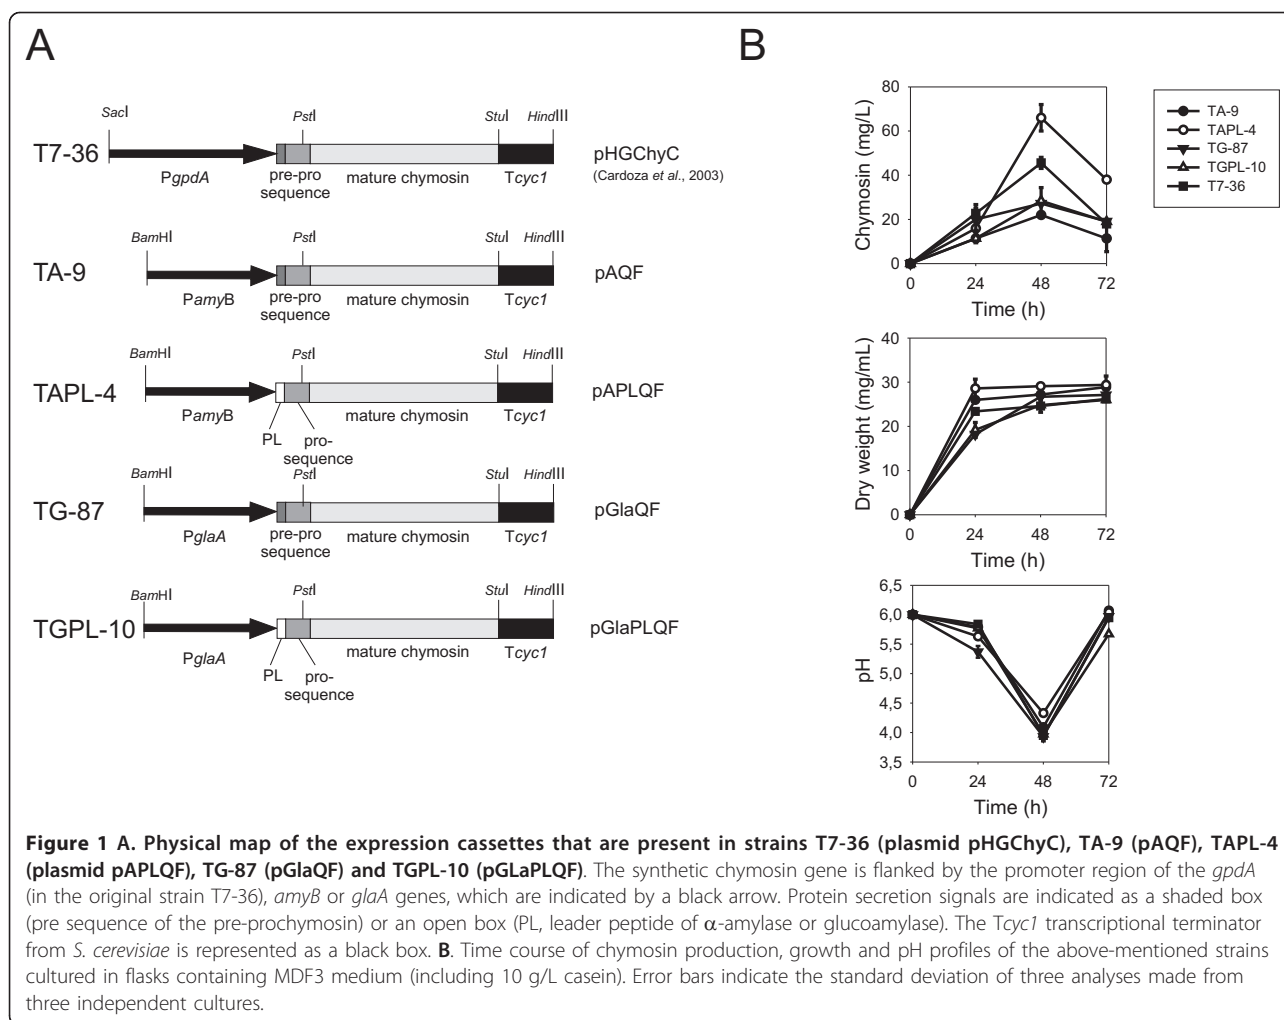 A
SacI
PstI
StuI
HindIII
T7-36
PgpdA
pre-pro
sequence
mature chymosin
Tcyc1
pHGChyC
(Cardoza et al., 2003)
BamHI
PstI
StuI
HindIII
TA-9
PamyB
pre-pro
sequence
mature chymosin
Tcyc1
pAQF
BamHI
PstI
StuI
HindIII
TAPL-4
PamyB
PL
pro-
sequence
mature chymosin
Tcyc1
pAPLQF
BamHI
PstI
StuI
HindIII
TG-87
PglaA
pre-pro
sequence
mature chymosin
Tcyc1
pGlaQF
BamHI
PstI
StuI
HindIII
TGPL-10
PglaA
PL
pro-
sequence
mature chymosin
Tcyc1
pGlaPLQF
B
Chymosin (mg/L)
80
60
40
20
0
0 24 48 72
Time (h)
TA-9
TAPL-4
TG-87
TGPL-10
T7-36
Dry weight (mg/mL)
40
30
20
10
0
0 24 48 72
Time (h)
pH
6,5
6,0
5,5
5,0
4,5
4,0
3,5
0 24 48 72
Time (h)
Figure 1 A. Physical map of the expression cassettes that are present in strains T7-36 (plasmid pHGChyC), TA-9 (pAQF), TAPL-4
(plasmid pAPLQF), TG-87 (pGlaQF) and TGPL-10 (pGLaPLQF). The synthetic chymosin gene is flanked by the promoter region of the gpdA
(in the original strain T7-36), amyB or glaA genes, which are indicated by a black arrow. Protein secretion signals are indicated as a shaded box
(pre sequence of the pre-prochymosin) or an open box (PL, leader peptide of α-amylase or glucoamylase). The Tcyc1 transcriptional terminator
from S. cerevisiae is represented as a black box. B. Time course of chymosin production, growth and pH profiles of the above-mentioned strains
cultured in flasks containing MDF3 medium (including 10 g/L casein). Error bars indicate the standard deviation of three analyses made from
three independent cultures.